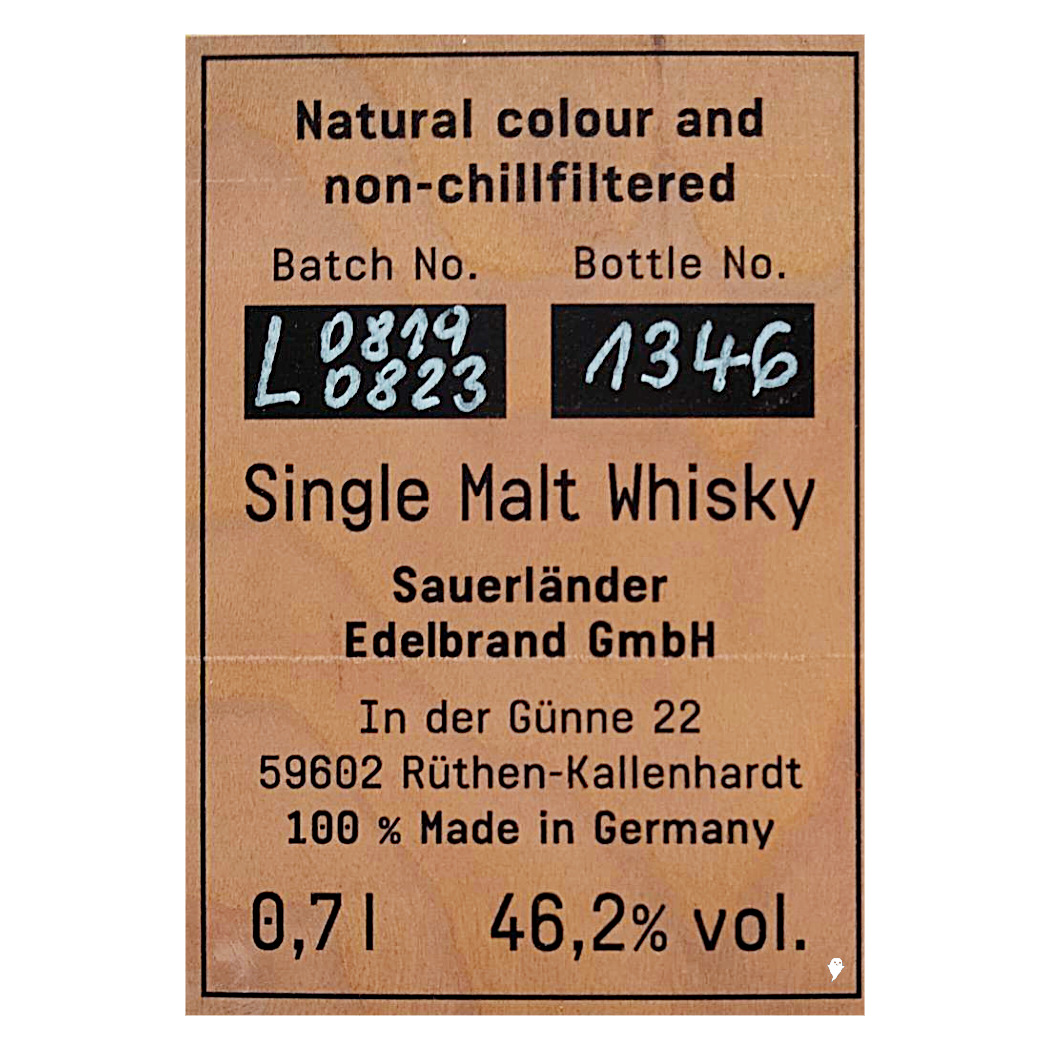 Natural colour and
non-chillfiltered
Batch No. Bottle No.
L 0819 1346
0823
Single Malt Whisky
Sauerländer
Edelbrand GmbH
In der Günne 22
59602 Rüthen-Kallenhardt
100 % Made in Germany
0,7 l 46,2% vol.